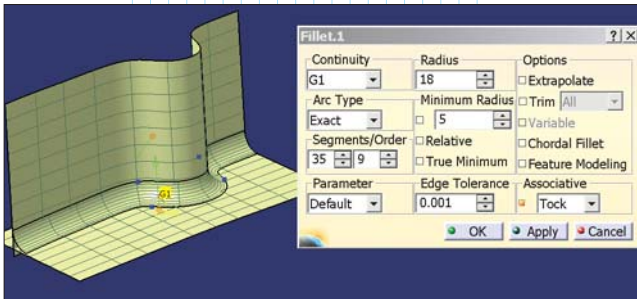 Fillet.1
? X
Continuity
Radius
Options
G1
18
Extrapolate
Trim All
Arc Type
Minimum Radius
Exact
5
Variable
Segments/Order
Relative
Chordal Fillet
35 9
True Minimum
Feature Modeling
Parameter
Edge Tolerance
Associative
Default
0.001
Tock
OK
Apply
Cancel
G1